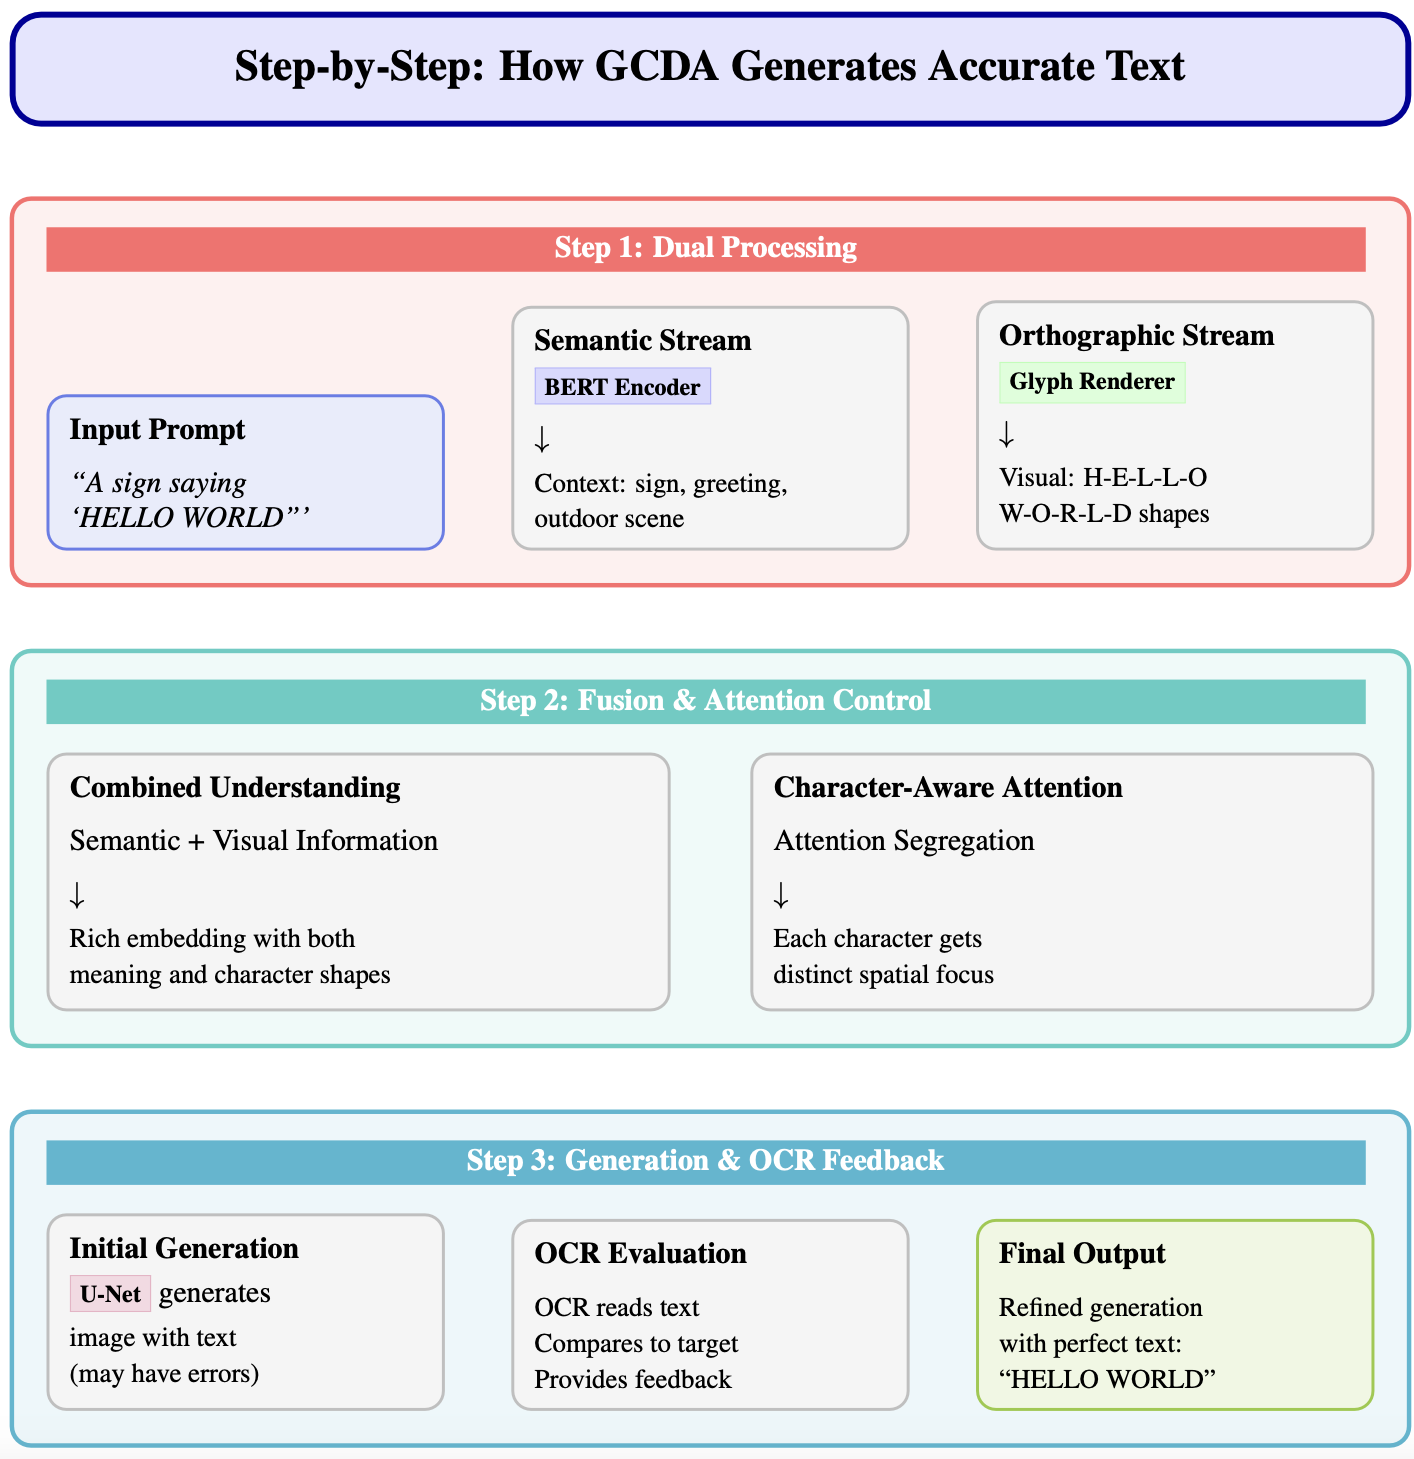 Step-by-Step: How GCDA Generates Accurate Text
Step 1: Dual Processing
Input Prompt
“A sign saying
‘HELLO WORLD”’
Semantic Stream
BERT Encoder
↓
Context: sign, greeting,
outdoor scene
Orthographic Stream
Glyph Renderer
↓
Visual: H-E-L-L-O
W-O-R-L-D shapes
Step 2: Fusion & Attention Control
Combined Understanding
Semantic + Visual Information
↓
Rich embedding with both
meaning and character shapes
Character-Aware Attention
Attention Segregation
↓
Each character gets
distinct spatial focus
Step 3: Generation & OCR Feedback
Initial Generation
U-Net generates
image with text
(may have errors)
OCR Evaluation
OCR reads text
Compares to target
Provides feedback
Final Output
Refined generation
with perfect text:
“HELLO WORLD”